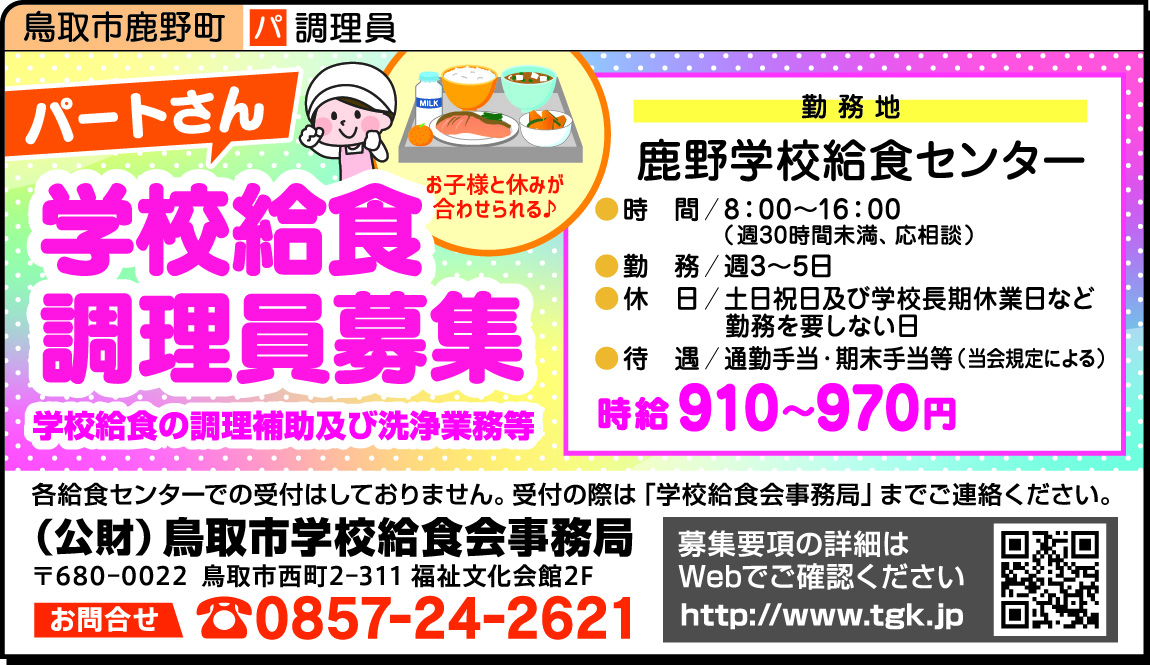 鳥取市鹿野町 パ 調理員
パートさん
MILK
お子様と休みが
合わせられる♪
学校給食
調理員募集
学校給食の調理補助及び洗浄業務等
勤務地
鹿野学校給食センター
●時　間／8：00〜16：00
（週30時間未満、応相談）
●勤　務／週3〜5日
●休　日／土日祝日及び学校長期休業日など
勤務を要しない日
●待　遇／通勤手当・期末手当等（当会規定による）
時給910〜970円
各給食センターでの受付はしておりません。受付の際は「学校給食会事務局」までご連絡ください。
（公財）鳥取市学校給食会事務局
〒680-0022 鳥取市西町2-311 福祉文化会館2F
お問合せ ☎0857-24-2621
募集要項の詳細は
Webでご確認ください
http://www.tgk.jp